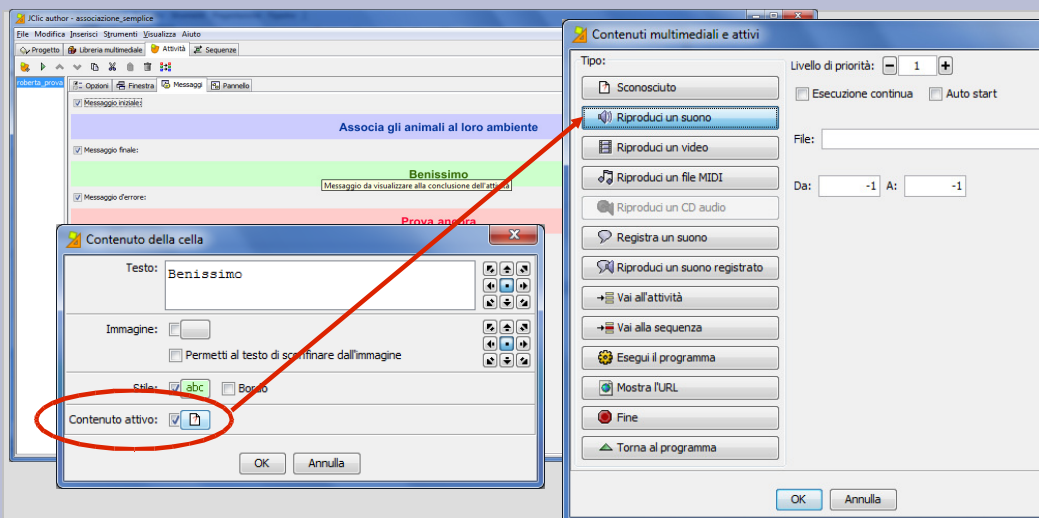 JClic author - associazione_semplice
File Modifica Inserisci Strumenti Visualizza Aiuto
Progetto Libreria multimediale Attività Sequenze
roberta_prova
Opzioni Finestra Messaggi Pannello
Messaggio iniziale:
Associa gli animali al loro ambiente
Messaggio finale:
Benissimo
Messaggio da visualizzare alla conclusione dell'attività
Messaggio d'errore:
Prova ancora
Contenuto della cella
Testo: Benissimo
Immagine:
Permetti al testo di sconfinare dall'immagine
Stile: abc Bordo
Contenuto attivo:
OK Annulla
Contenuti multimediali e attivi
Tipo:
Sconosciuto
Riproduci un suono
Riproduci un video
Riproduci un file MIDI
Riproduci un CD audio
Registra un suono
Riproduci un suono registrato
Vai all'attività
Vai alla sequenza
Esegui il programma
Mostra l'URL
Fine
Torna al programma
Livello di priorità: 1
Esecuzione continua Auto start
File:
Da: -1 A: -1
OK Annulla